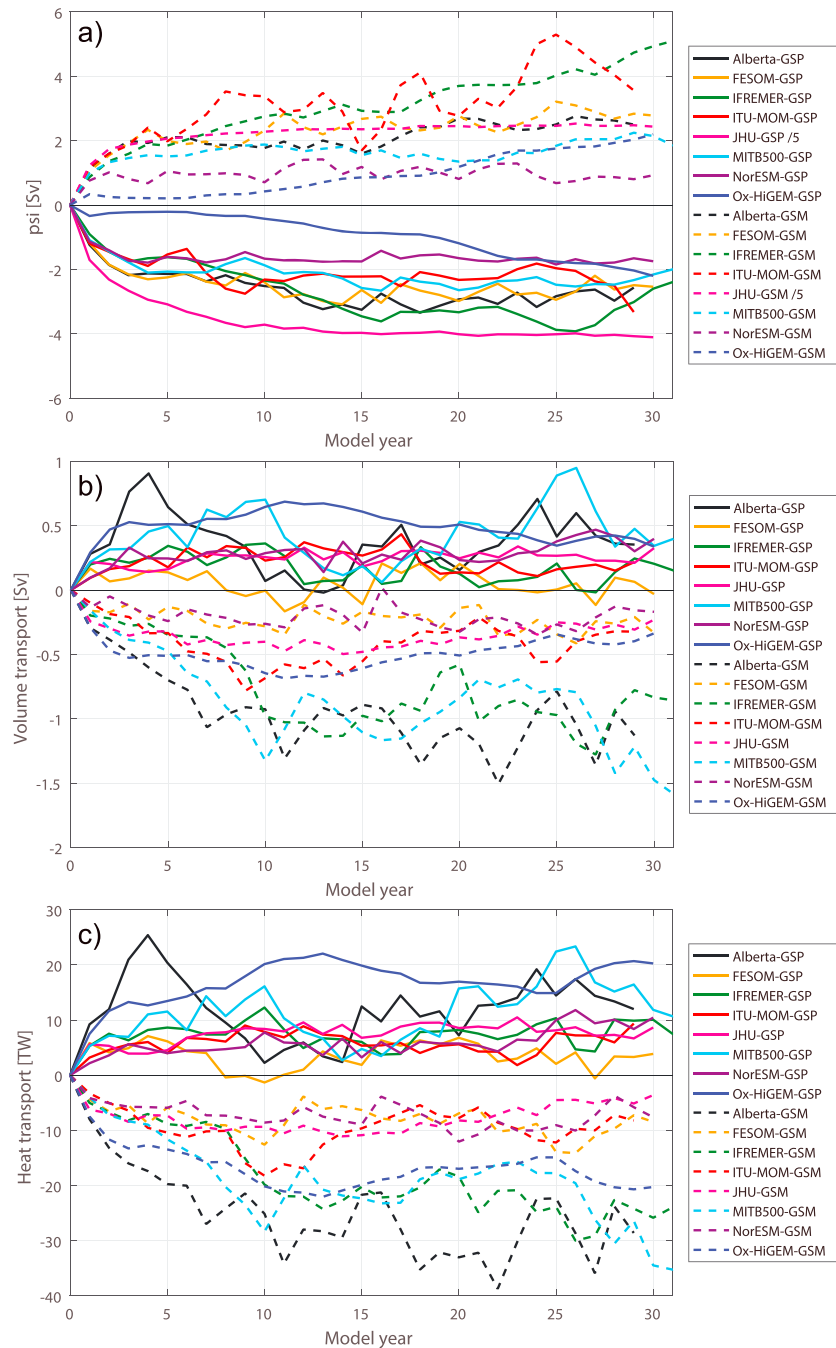 a)
6
4
2
0
-2
-4
-6
psi [Sv]
0 5 10 15 20 25 30
Model year
Alberta-GSP
FESOM-GSP
IFREMER-GSP
ITU-MOM-GSP
JHU-GSP /5
MITB500-GSP
NorESM-GSP
Ox-HiGEM-GSP
Alberta-GSM
FESOM-GSM
IFREMER-GSM
ITU-MOM-GSM
JHU-GSM /5
MITB500-GSM
NorESM-GSM
Ox-HiGEM-GSM
b)
1
0.5
0
-0.5
-1
-1.5
-2
Volume transport [Sv]
0 5 10 15 20 25 30
Model year
Alberta-GSP
FESOM-GSP
IFREMER-GSP
ITU-MOM-GSP
JHU-GSP
MITB500-GSP
NorESM-GSP
Ox-HiGEM-GSP
Alberta-GSM
FESOM-GSM
IFREMER-GSM
ITU-MOM-GSM
JHU-GSM
MITB500-GSM
NorESM-GSM
Ox-HiGEM-GSM
c)
30
20
10
0
-10
-20
-30
-40
Heat transport [TW]
0 5 10 15 20 25 30
Model year
Alberta-GSP
FESOM-GSP
IFREMER-GSP
ITU-MOM-GSP
JHU-GSP
MITB500-GSP
NorESM-GSP
Ox-HiGEM-GSP
Alberta-GSM
FESOM-GSM
IFREMER-GSM
ITU-MOM-GSM
JHU-GSM
MITB500-GSM
NorESM-GSM
Ox-HiGEM-GSM